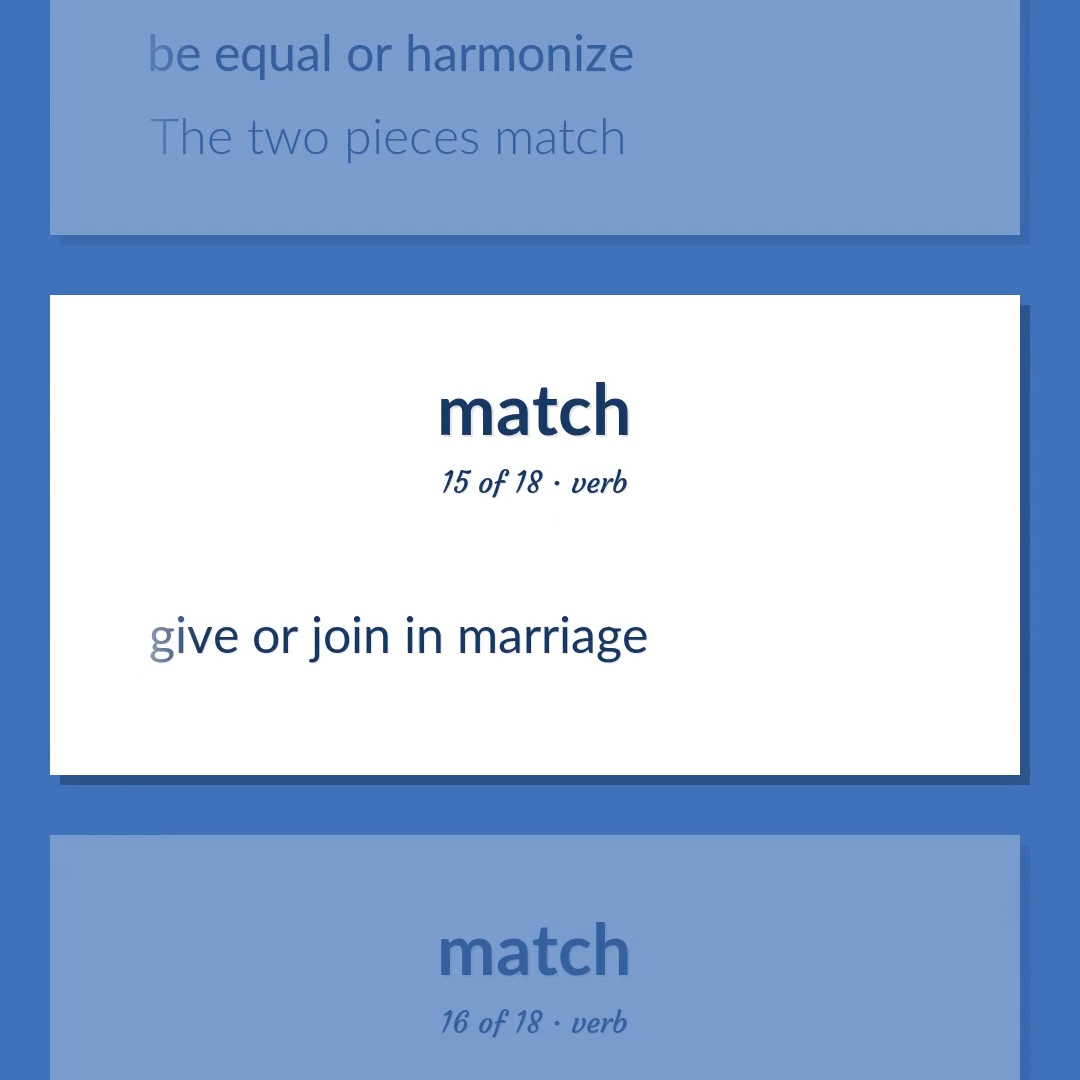 be equal or harmonize
The two pieces match
match
15 of 18 · verb
give or join in marriage
match
16 of 18 · verb